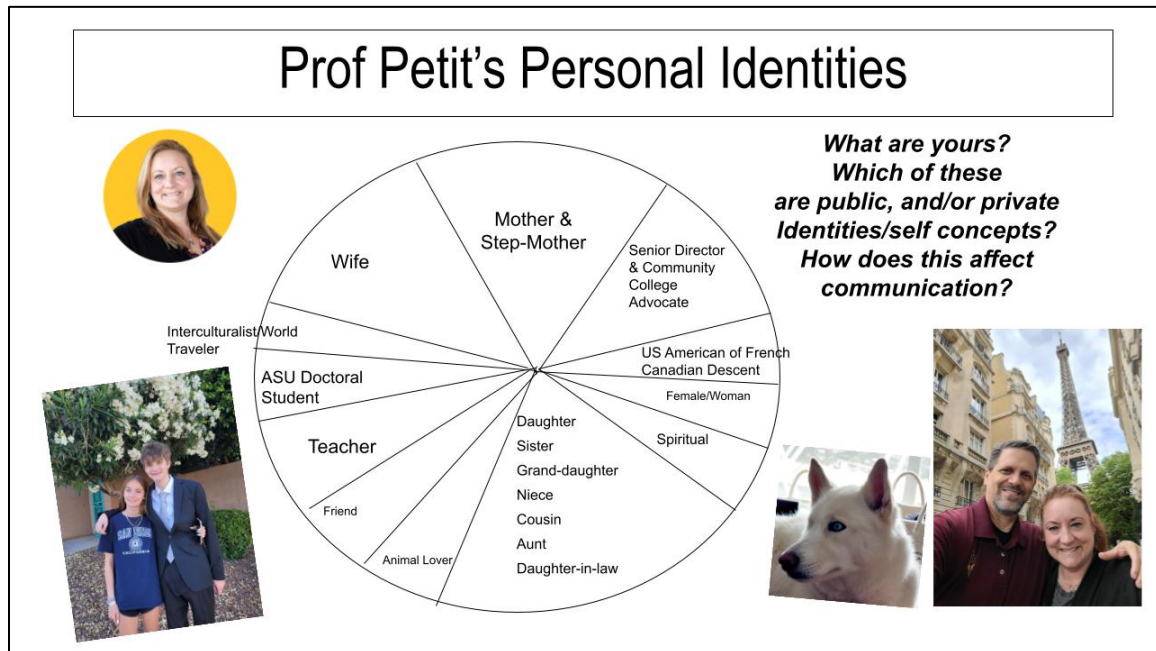 Prof Petit's Personal Identities
What are yours?
Which of these
are public, and/or private
Identities/self concepts?
How does this affect
communication?
Mother &
Step-Mother
Wife
Senior Director
& Community
College
Advocate
Interculturalist/World
Traveler
US American of French
Canadian Descent
ASU Doctoral
Student
Female/Woman
Teacher
Spiritual
Daughter
Sister
Grand-daughter
Niece
Cousin
Aunt
Daughter-in-law
Friend
Animal Lover